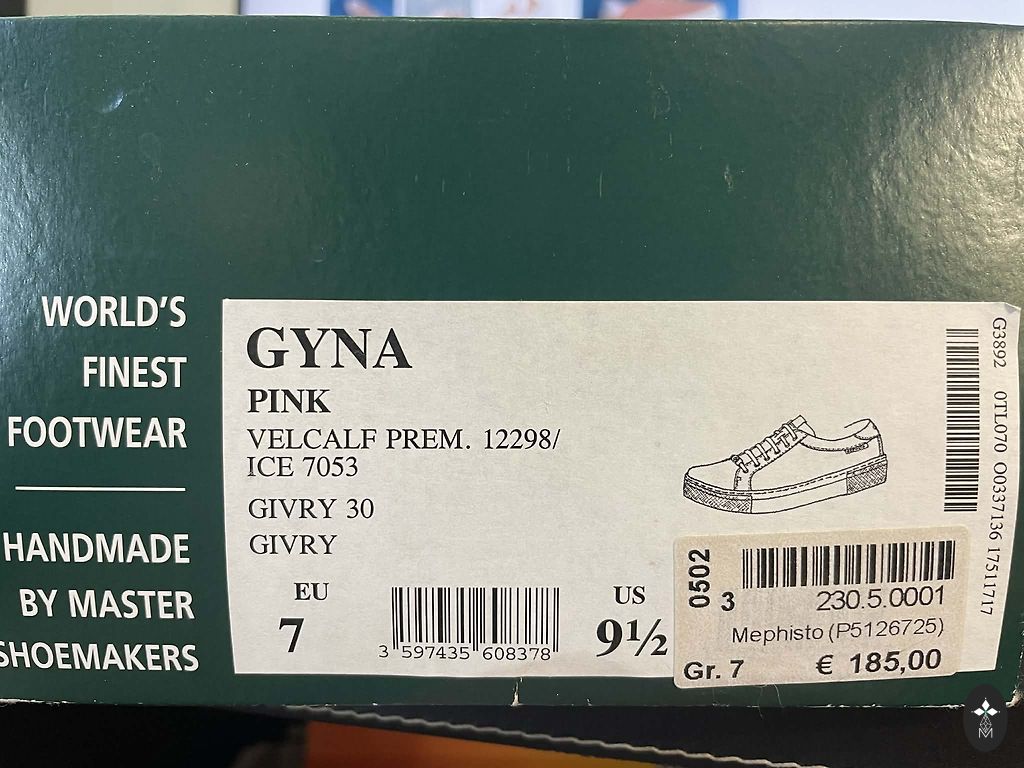 WORLD'S
FINEST
FOOTWEAR
HANDMADE
BY MASTER
SHOEMAKERS
GYNA
PINK
VELCALF PREM. 12298/
ICE 7053
GIVRY 30
GIVRY
EU
7
3 597435 608378
US
9½
G3892 0TL070 O0337136 17511717
0502
3
230.5.0001
Mephisto (P5126725)
Gr. 7
€ 185,00
M